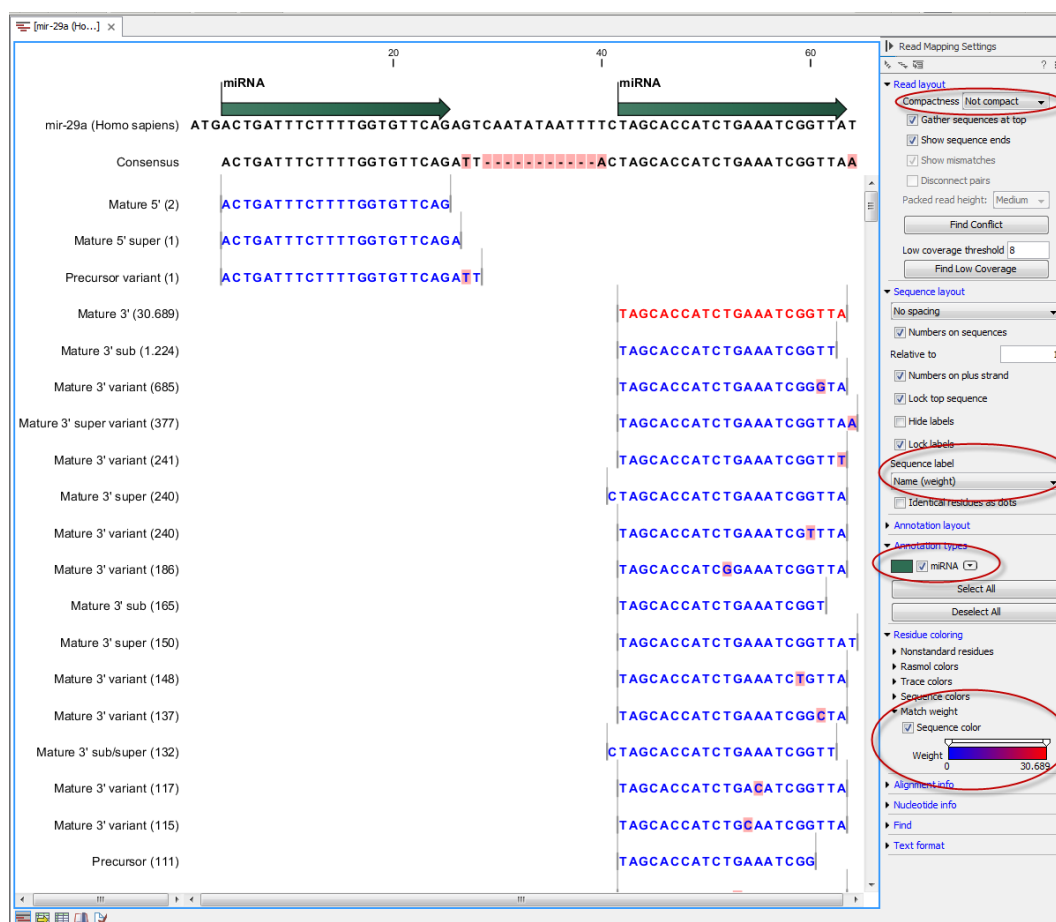 [mir-29a (Ho...]
20
40
60
miRNA
miRNA
mir-29a (Homo sapiens) ATGACTGATTTCTTTTGGTGTTCAGAGTCAATATAATTTTCTAGCACCATCTGAAATCGGTTAT
Consensus ACTGATTTCTTTTGGTGTTCAGATT-----------ACTAGCACCATCTGAAATCGGTTAA
Mature 5' (2) ACTGATTTCTTTTGGTGTTCAG
Mature 5' super (1) ACTGATTTCTTTTGGTGTTCAGA
Precursor variant (1) ACTGATTTCTTTTGGTGTTCAGATT
Mature 3' (30.689) TAGCACCATCTGAAATCGGTTA
Mature 3' sub (1.224) TAGCACCATCTGAAATCGGTT
Mature 3' variant (685) TAGCACCATCTGAAATCGGGTA
Mature 3' super variant (377) TAGCACCATCTGAAATCGGTTAA
Mature 3' variant (241) TAGCACCATCTGAAATCGGTTT
Mature 3' super (240) CTAGCACCATCTGAAATCGGTTA
Mature 3' variant (240) TAGCACCATCTGAAATCGTTTA
Mature 3' variant (186) TAGCACCATCGGAAATCGGTTA
Mature 3' sub (165) TAGCACCATCTGAAATCGGT
Mature 3' super (150) TAGCACCATCTGAAATCGGTTAT
Mature 3' variant (148) TAGCACCATCTGAAATCTGTTA
Mature 3' variant (137) TAGCACCATCTGAAATCGGCTA
Mature 3' sub/super (132) CTAGCACCATCTGAAATCGGTT
Mature 3' variant (117) TAGCACCATCTGACATCGGTTA
Mature 3' variant (115) TAGCACCATCTGCAATCGGTTA
Precursor (111) TAGCACCATCTGAAATCGG
Read Mapping Settings
?
Read layout
Compactness Not compact
Gather sequences at top
Show sequence ends
Show mismatches
Disconnect pairs
Packed read height: Medium
Find Conflict
Low coverage threshold 8
Find Low Coverage
Sequence layout
No spacing
Numbers on sequences
Relative to 1
Numbers on plus strand
Lock top sequence
Hide labels
Lock labels
Sequence label
Name (weight)
Identical residues as dots
Annotation layout
Annotation types
miRNA
Select All
Deselect All
Residue coloring
Nonstandard residues
Rasmol colors
Trace colors
Sequence colors
Match weight
Sequence color
Weight
0 30.689
Alignment info
Nucleotide info
Find
Text format